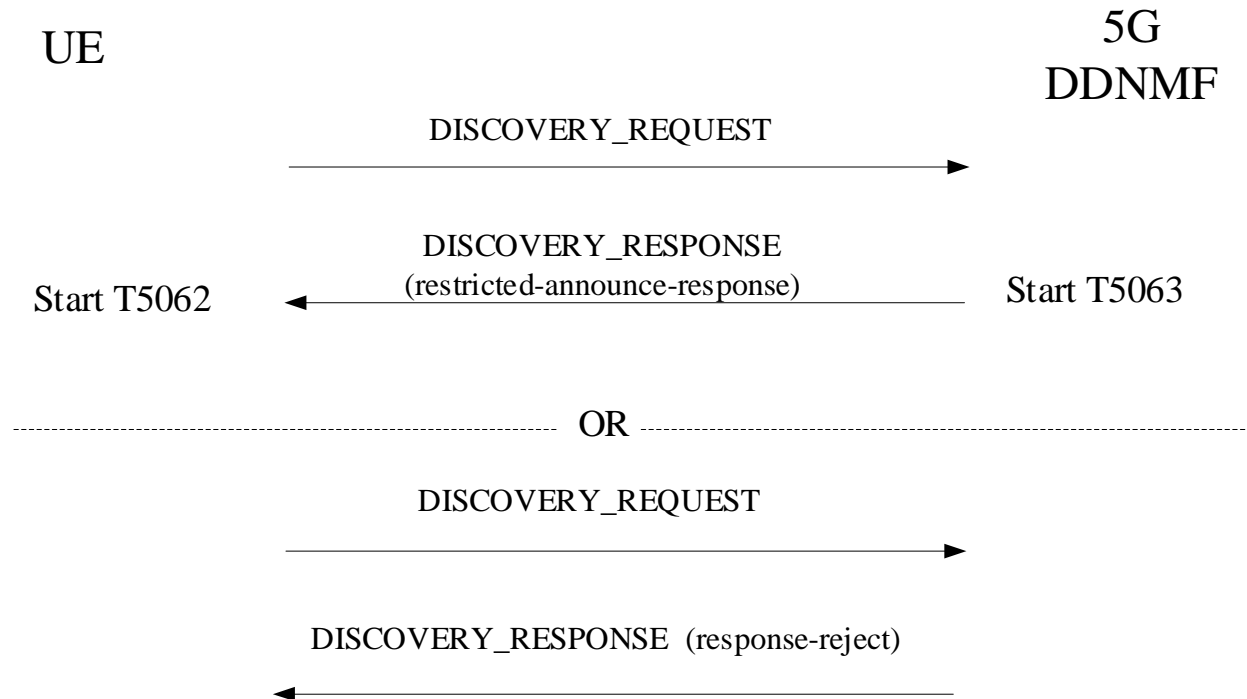 UE
5G
DDNMF
DISCOVERY_REQUEST
DISCOVERY_RESPONSE
(restricted-announce-response)
Start T5062
Start T5063
OR
DISCOVERY_REQUEST
DISCOVERY_RESPONSE (response-reject)